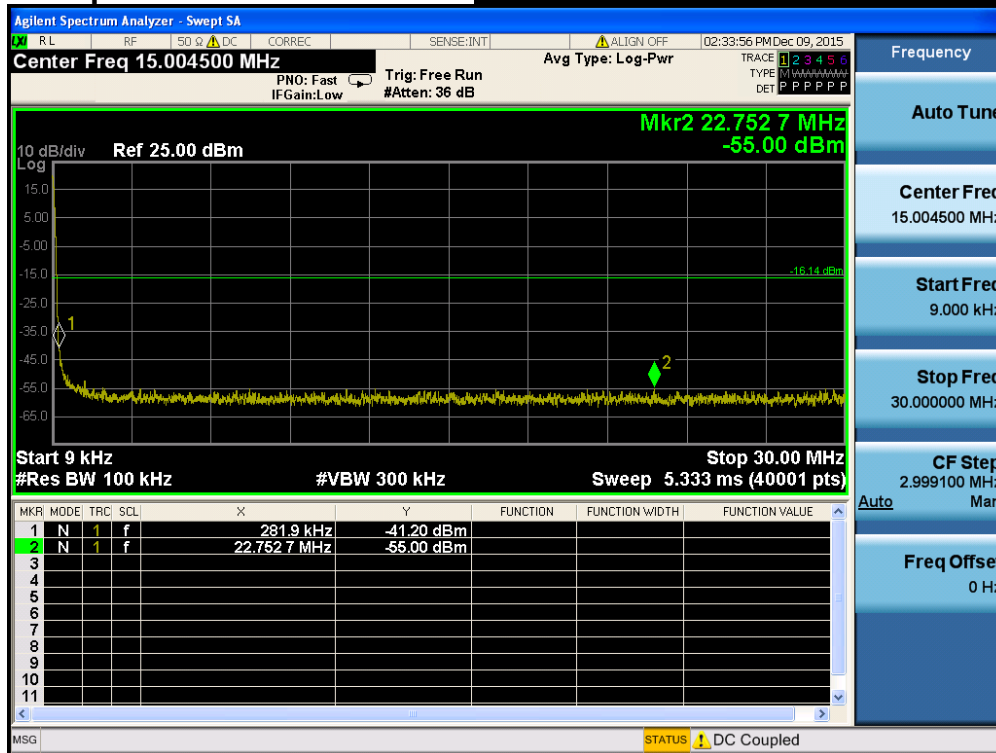 Agilent Spectrum Analyzer - Swept SA
LXI RL RF 50 Ω DC CORREC SENSE:INT ALIGN OFF 02:33:56 PM Dec 09, 2015
Center Freq 15.004500 MHz
PNO: Fast
IFGain:Low
Trig: Free Run
#Atten: 36 dB
Avg Type: Log-Pwr
TRACE 1 2 3 4 5 6
TYPE M
DET P P P P P P
Mkr2 22.752 7 MHz
-55.00 dBm
10 dB/div Ref 25.00 dBm
Log
15.0
5.00
-5.00
-15.0
-16.14 dBm
-25.0
-35.0
1
-45.0
2
-55.0
-65.0
Start 9 kHz Stop 30.00 MHz
#Res BW 100 kHz #VBW 300 kHz Sweep 5.333 ms (40001 pts)
MKR MODE TRC SCL X Y FUNCTION FUNCTION WIDTH FUNCTION VALUE
1 N 1 f 281.9 kHz -41.20 dBm
2 N 1 f 22.752 7 MHz -55.00 dBm
3
4
5
6
7
8
9
10
11
MSG STATUS DC Coupled
Frequency
Auto Tune
Center Freq
15.004500 MHz
Start Freq
9.000 kHz
Stop Freq
30.000000 MHz
CF Step
2.999100 MHz
Auto Man
Freq Offset
0 Hz